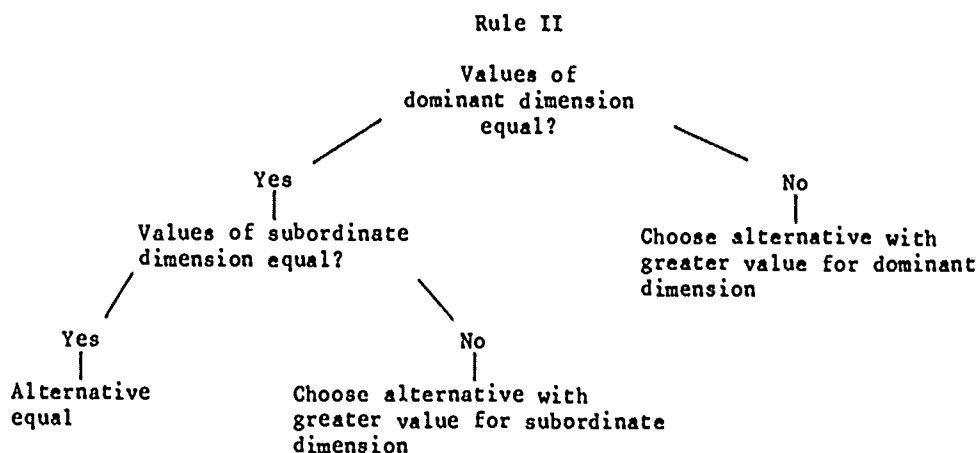 Rule II
Values of
dominant dimension
equal?
Yes
No
Values of subordinate
dimension equal?
Choose alternative with
greater value for dominant
dimension
Yes
No
Alternative
equal
Choose alternative with
greater value for subordinate
dimension